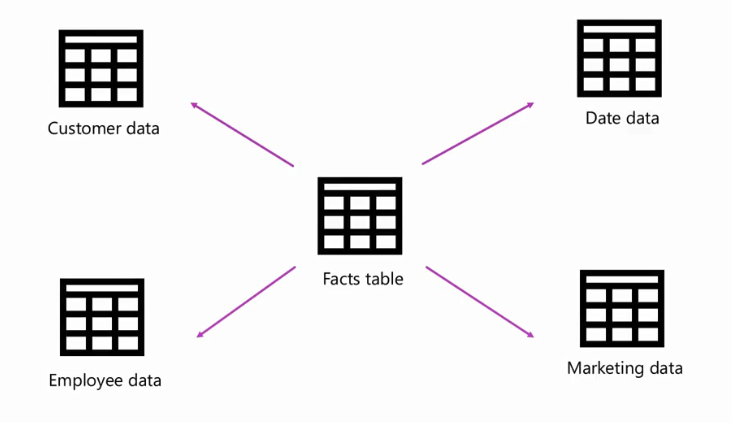 Customer data
Date data
Facts table
Employee data
Marketing data